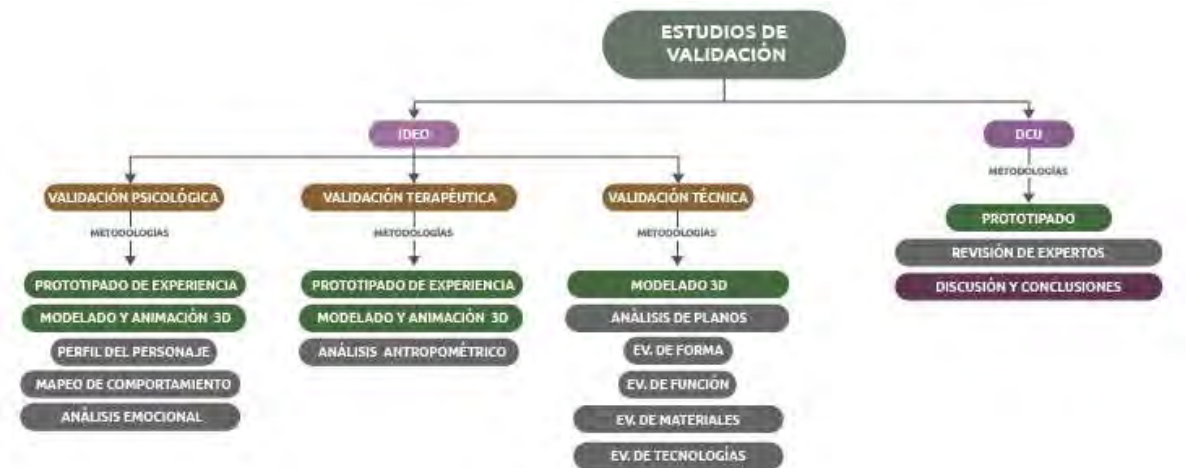 ESTUDIOS DE
VALIDACIÓN
IDEO
DCU
METODOLOGÍAS
VALIDACIÓN PSICOLÓGICA
VALIDACIÓN TERAPÉUTICA
VALIDACIÓN TÉCNICA
METODOLOGÍAS
METODOLOGÍAS
METODOLOGÍAS
PROTOTIPADO
REVISIÓN DE EXPERTOS
DISCUSIÓN Y CONCLUSIONES
PROTOTIPADO DE EXPERIENCIA
MODELADO Y ANIMACIÓN 3D
PERFIL DEL PERSONAJE
MAPEO DE COMPORTAMIENTO
ANÁLISIS EMOCIONAL
PROTOTIPADO DE EXPERIENCIA
MODELADO Y ANIMACIÓN 3D
ANÁLISIS ANTROPOMÉTRICO
MODELADO 3D
ANÁLISIS DE PLANOS
EV. DE FORMA
EV. DE FUNCIÓN
EV. DE MATERIALES
EV. DE TECNOLOGÍAS